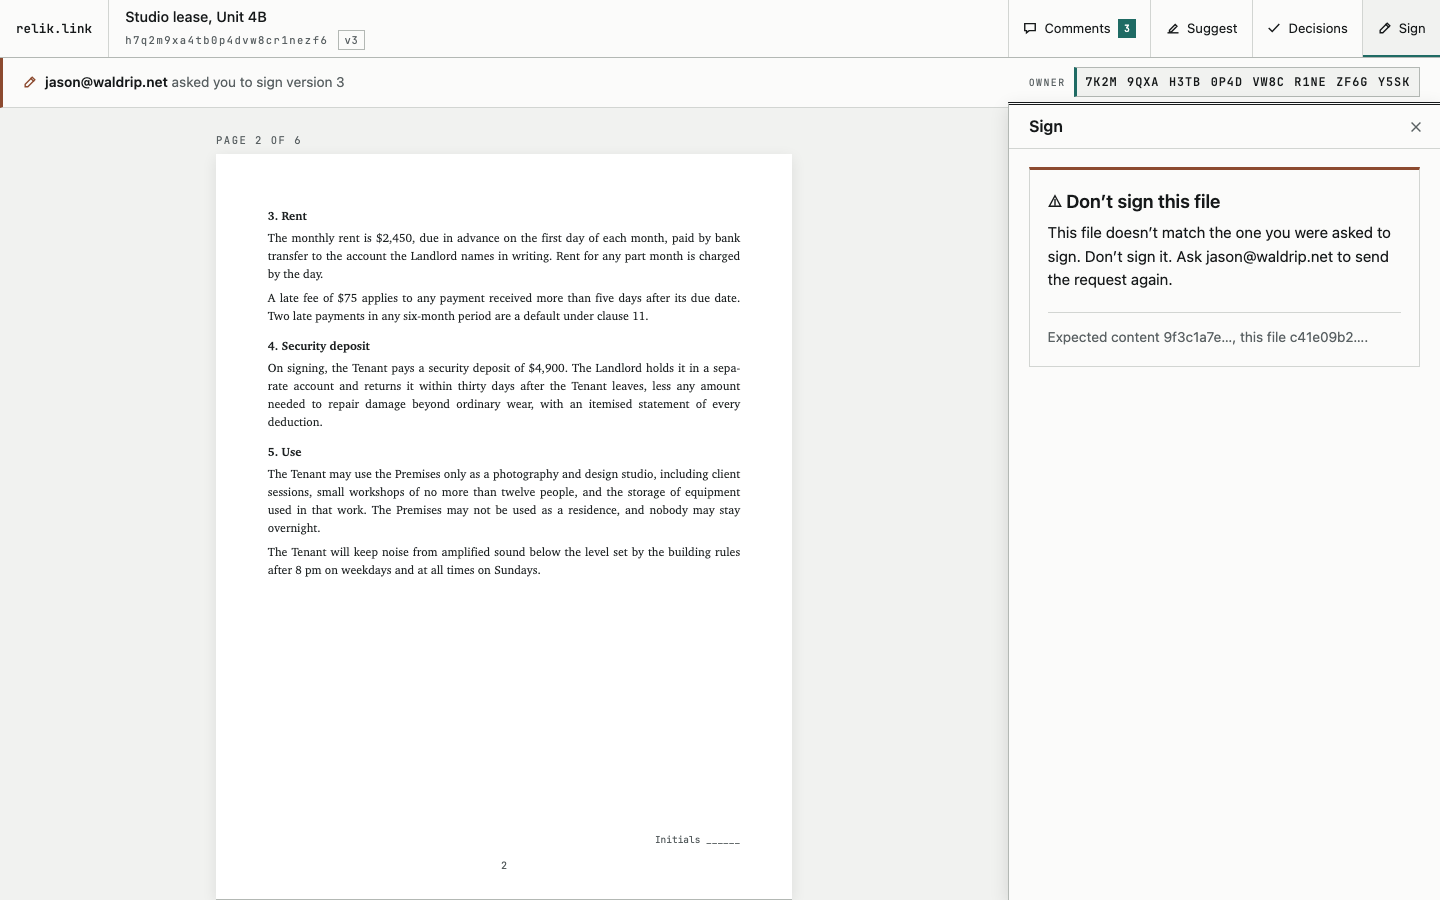 relik.link
Studio lease, Unit 4B
h7q2m9xa4tb0p4dvw8cr1nezf6 v3
Comments 3
Suggest
Decisions
Sign
jason@waldrip.net asked you to sign version 3
OWNER 7K2M 9QXA H3TB 0P4D VW8C R1NE ZF6G Y5SK
PAGE 2 OF 6
3. Rent
The monthly rent is $2,450, due in advance on the first day of each month, paid by bank
transfer to the account the Landlord names in writing. Rent for any part month is charged
by the day.
A late fee of $75 applies to any payment received more than five days after its due date.
Two late payments in any six-month period are a default under clause 11.
4. Security deposit
On signing, the Tenant pays a security deposit of $4,900. The Landlord holds it in a sepa-
rate account and returns it within thirty days after the Tenant leaves, less any amount
needed to repair damage beyond ordinary wear, with an itemised statement of every
deduction.
5. Use
The Tenant may use the Premises only as a photography and design studio, including client
sessions, small workshops of no more than twelve people, and the storage of equipment
used in that work. The Premises may not be used as a residence, and nobody may stay
overnight.
The Tenant will keep noise from amplified sound below the level set by the building rules
after 8 pm on weekdays and at all times on Sundays.
Initials ______
2
Sign
⚠ Don’t sign this file
This file doesn’t match the one you were asked to
sign. Don’t sign it. Ask jason@waldrip.net to send
the request again.
Expected content 9f3c1a7e…, this file c41e09b2….